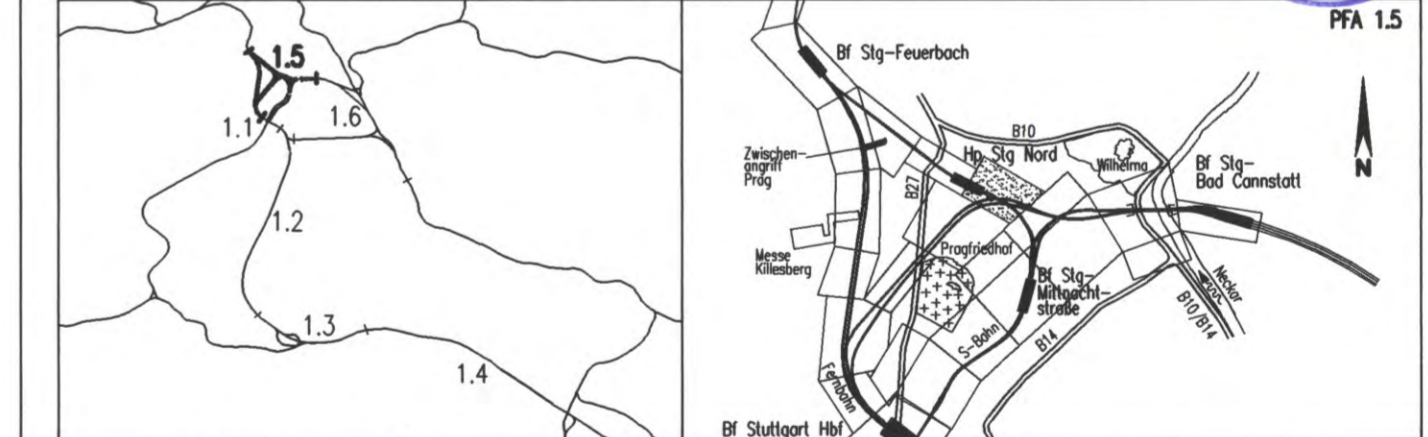 1.5
1.1
1.6
1.2
1.3
1.4
PFA 1.5
Bf Stg-Feuerbach
N
B10
Zwischen-
angriff
Prag
Hp Stg Nord
Wilhelma
Bf Stg-
Bad Cannstatt
B27
Messe
Killesberg
Pragfriedhof
Bf Stg-
Mittnacht-
straße
Neckar
B10/B14
S-Bahn
B14
Fernbahn
Bf Stuttgart Hbf